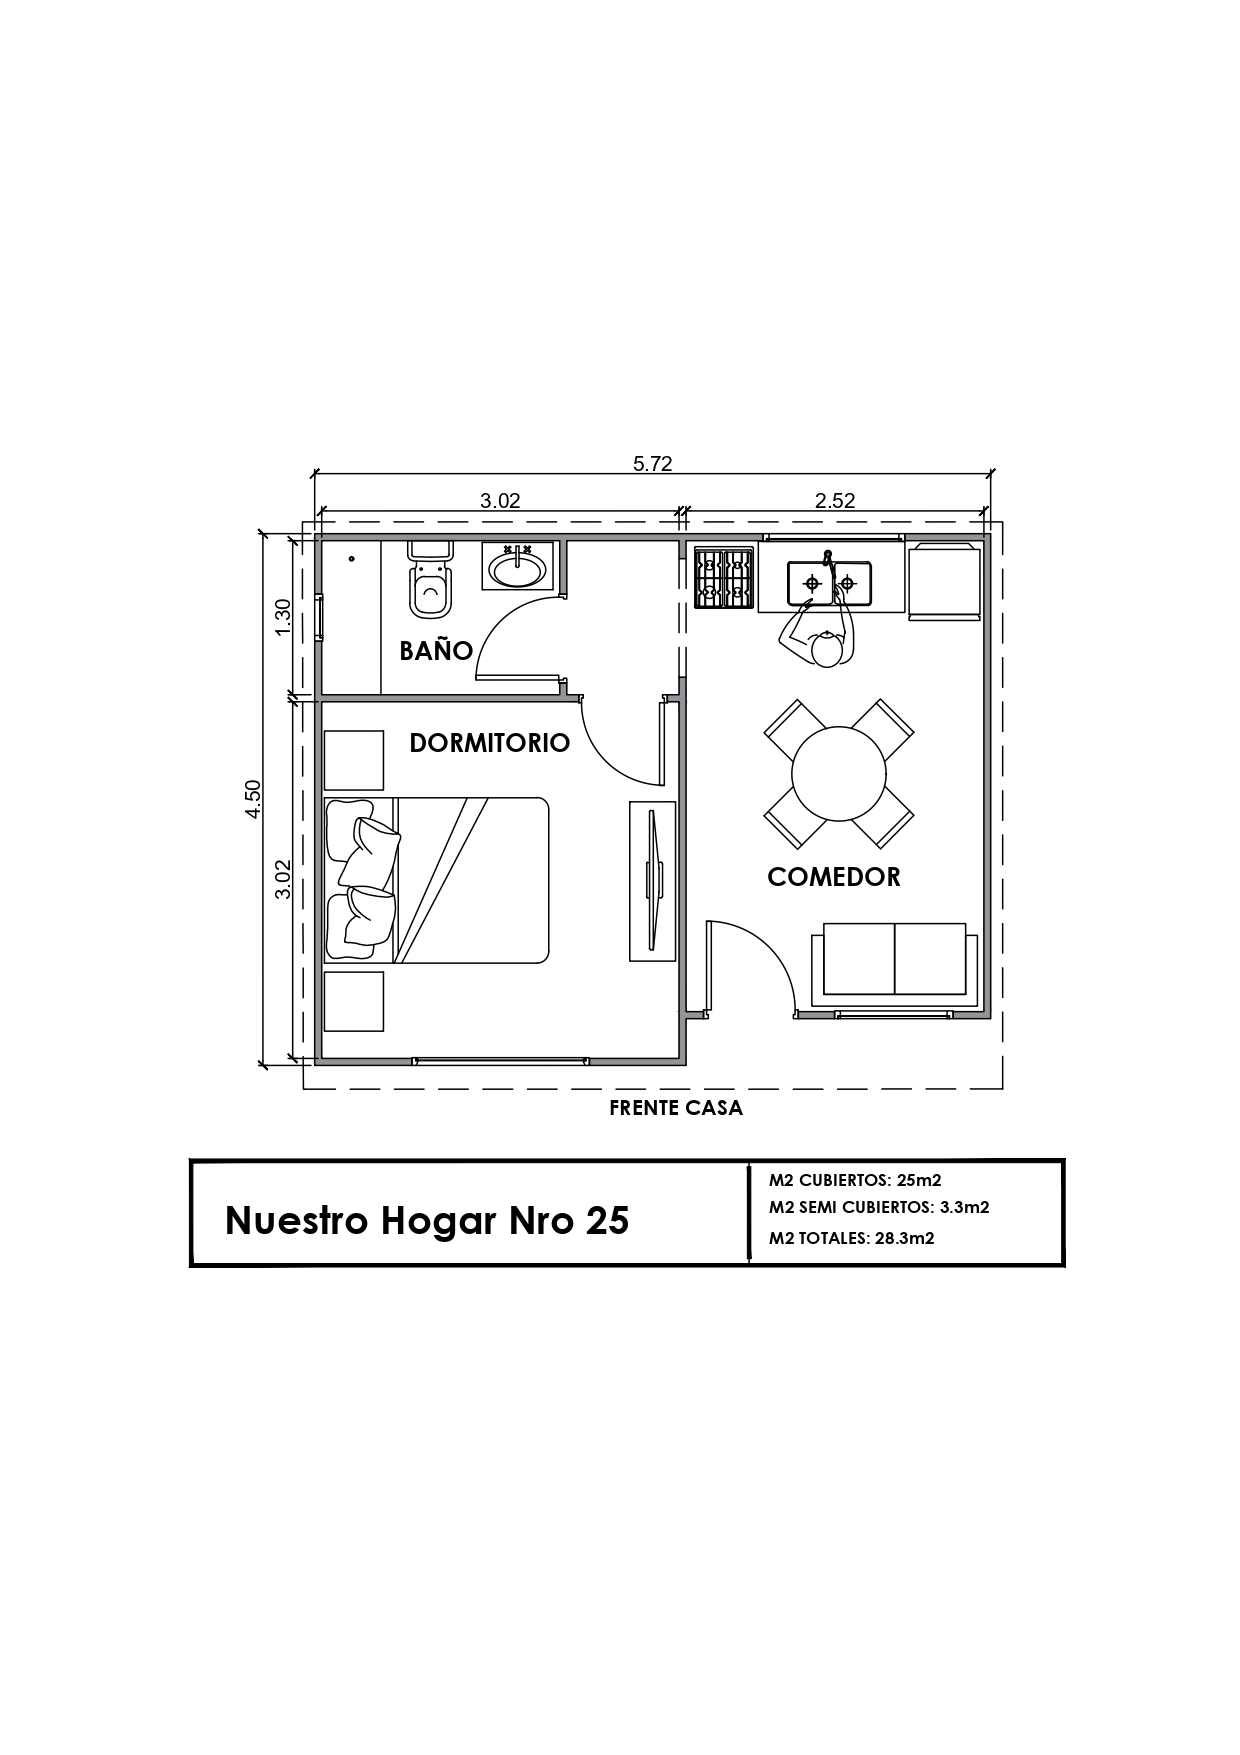 5.72
3.02
2.52
1.30
BAÑO
DORMITORIO
4.50
3.02
COMEDOR
FRENTE CASA
Nuestro Hogar Nro 25
M2 CUBIERTOS: 25m2
M2 SEMI CUBIERTOS: 3.3m2
M2 TOTALES: 28.3m2